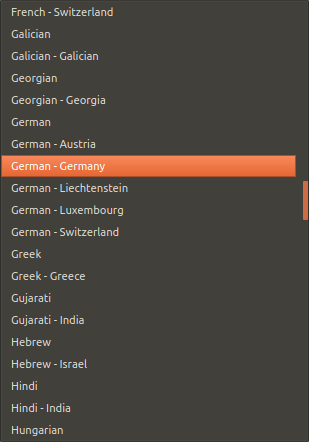 French - Switzerland
Galician
Galician - Galician
Georgian
Georgian - Georgia
German
German - Austria
German - Germany
German - Liechtenstein
German - Luxembourg
German - Switzerland
Greek
Greek - Greece
Gujarati
Gujarati - India
Hebrew
Hebrew - Israel
Hindi
Hindi - India
Hungarian